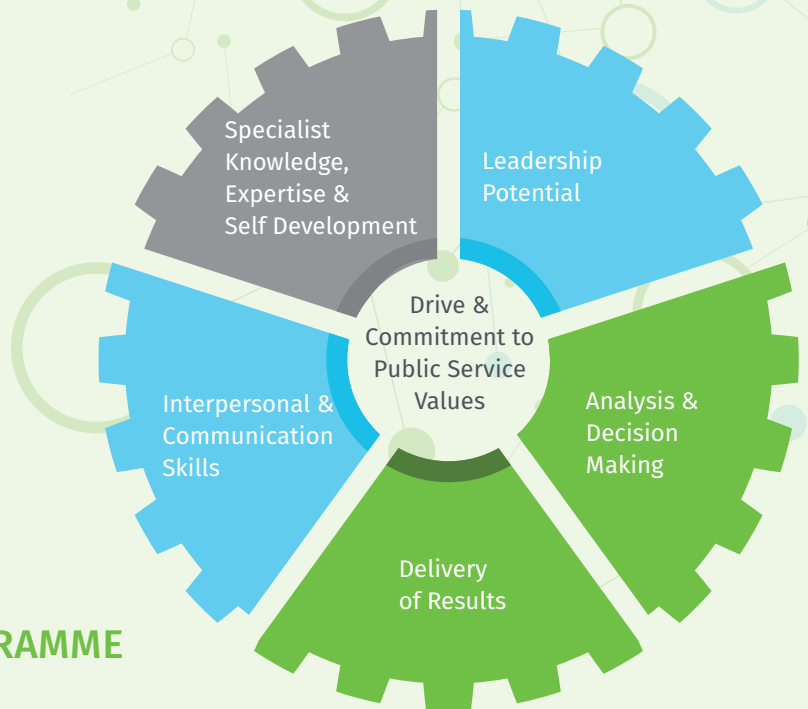 Specialist
Knowledge,
Expertise &
Self Development
Leadership
Potential
Drive &
Commitment to
Public Service
Values
Interpersonal &
Communication
Skills
Analysis &
Decision
Making
Delivery
of Results
RAMME